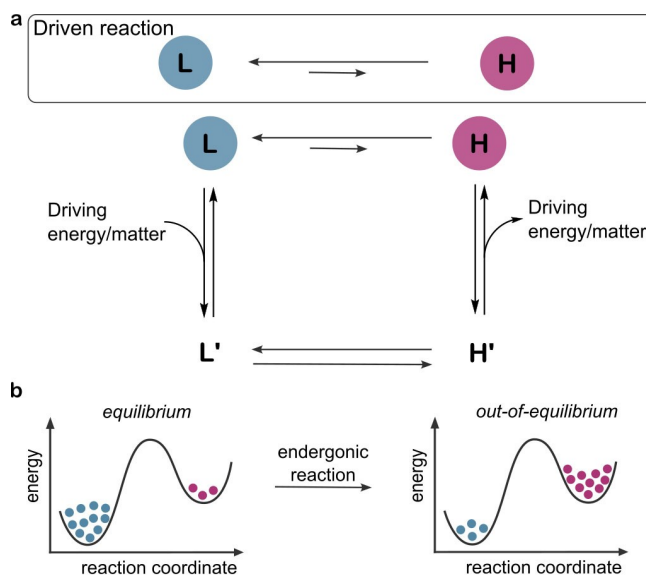 a
Driven reaction
L
H
L
H
Driving
energy/matter
Driving
energy/matter
L'
H'
b
equilibrium
out-of-equilibrium
energy
endergonic
reaction
energy
reaction coordinate
reaction coordinate